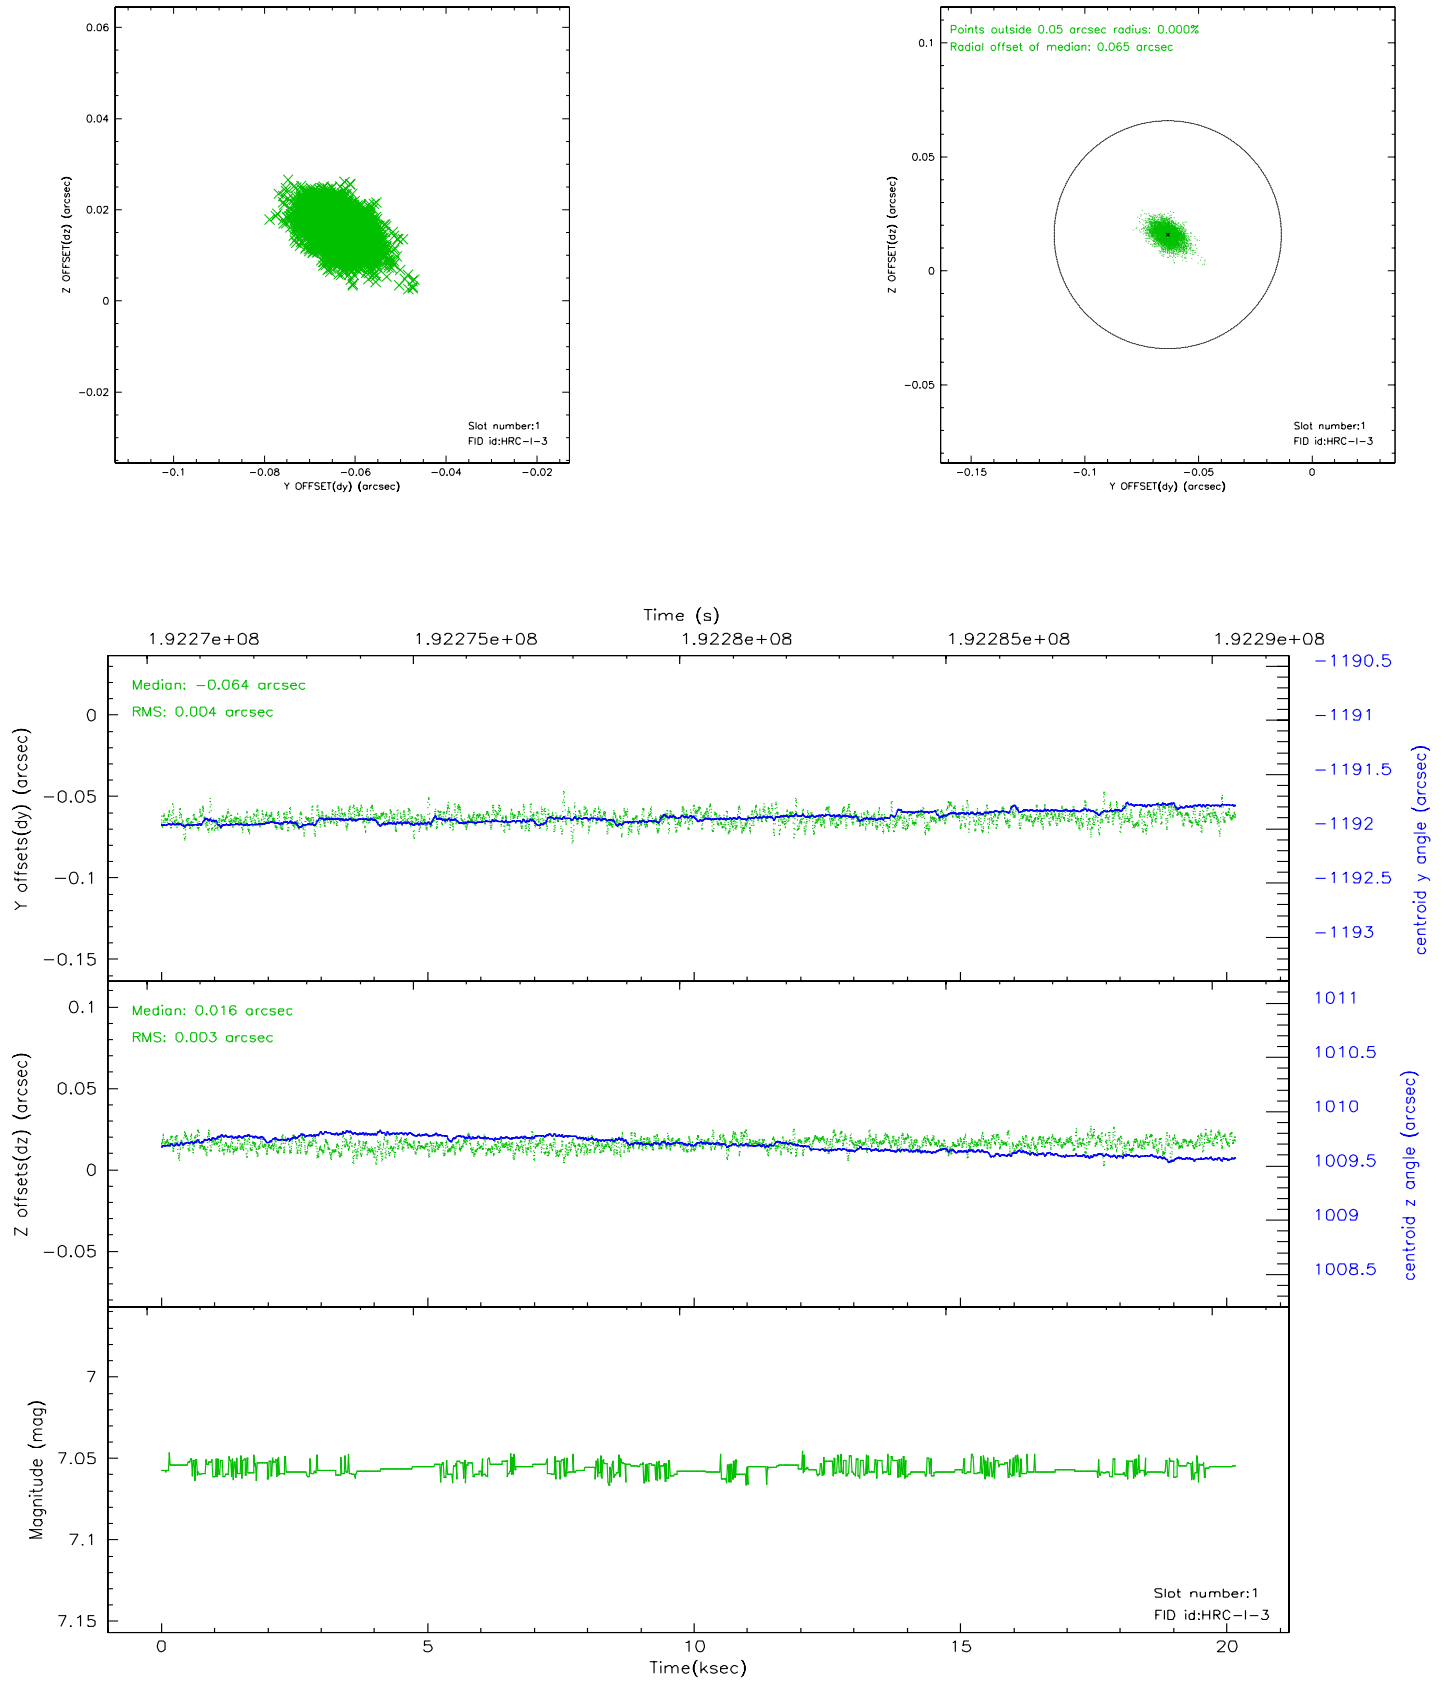 0.06
0.04
0.02
0
−0.02
Z OFFSET(dz) (arcsec)
Slot number:1
FID id:HRC−I−3
−0.1
−0.08
−0.06
−0.04
−0.02
Y OFFSET(dy) (arcsec)
Points outside 0.05 arcsec radius: 0.000%
Radial offset of median: 0.065 arcsec
0.1
0.05
0
−0.05
Z OFFSET(dz) (arcsec)
Slot number:1
FID id:HRC−I−3
−0.15
−0.1
−0.05
0
Y OFFSET(dy) (arcsec)
Time (s)
1.9227e+08
1.92275e+08
1.9228e+08
1.92285e+08
1.9229e+08
Median: −0.064 arcsec
RMS: 0.004 arcsec
0
−0.05
−0.1
−0.15
Y offsets(dy) (arcsec)
−1190.5
−1191
−1191.5
−1192
−1192.5
−1193
centroid y angle (arcsec)
Median: 0.016 arcsec
RMS: 0.003 arcsec
0.1
0.05
0
−0.05
Z offsets(dz) (arcsec)
1011
1010.5
1010
1009.5
1009
1008.5
centroid z angle (arcsec)
7
7.05
7.1
7.15
Magnitude (mag)
Slot number:1
FID id:HRC−I−3
0
5
10
15
20
Time(ksec)